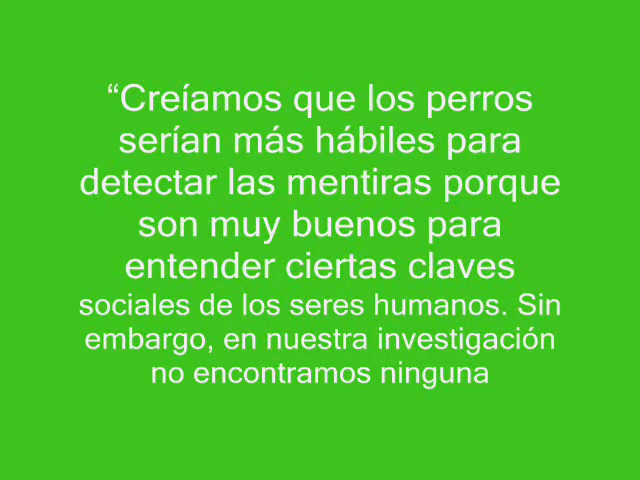 “Creíamos que los perros
serían más hábiles para
detectar las mentiras porque
son muy buenos para
entender ciertas claves
sociales de los seres humanos. Sin
embargo, en nuestra investigación
no encontramos ninguna